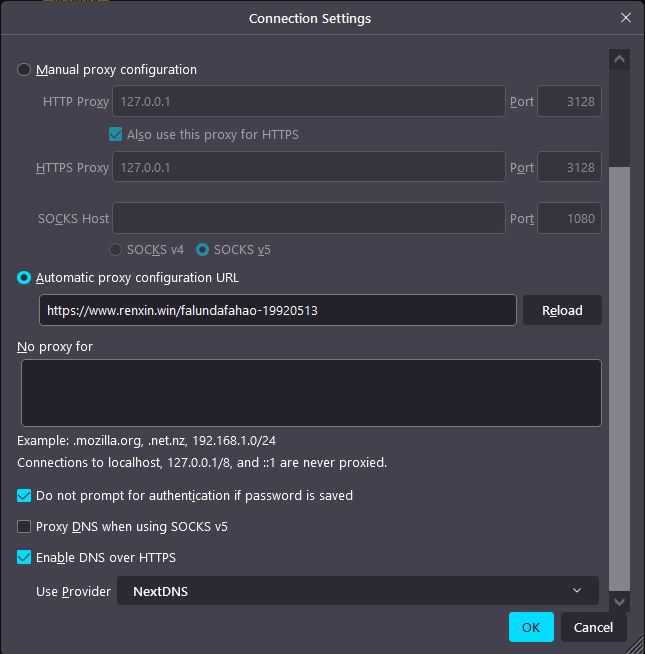 Connection Settings
Manual proxy configuration
HTTP Proxy 127.0.0.1 Port 3128
Also use this proxy for HTTPS
HTTPS Proxy 127.0.0.1 Port 3128
SOCKS Host Port 1080
SOCKS v4 SOCKS v5
Automatic proxy configuration URL
https://www.renxin.win/falundafahao-19920513 Reload
No proxy for
Example: .mozilla.org, .net.nz, 192.168.1.0/24
Connections to localhost, 127.0.0.1/8, and ::1 are never proxied.
Do not prompt for authentication if password is saved
Proxy DNS when using SOCKS v5
Enable DNS over HTTPS
Use Provider NextDNS
OK Cancel